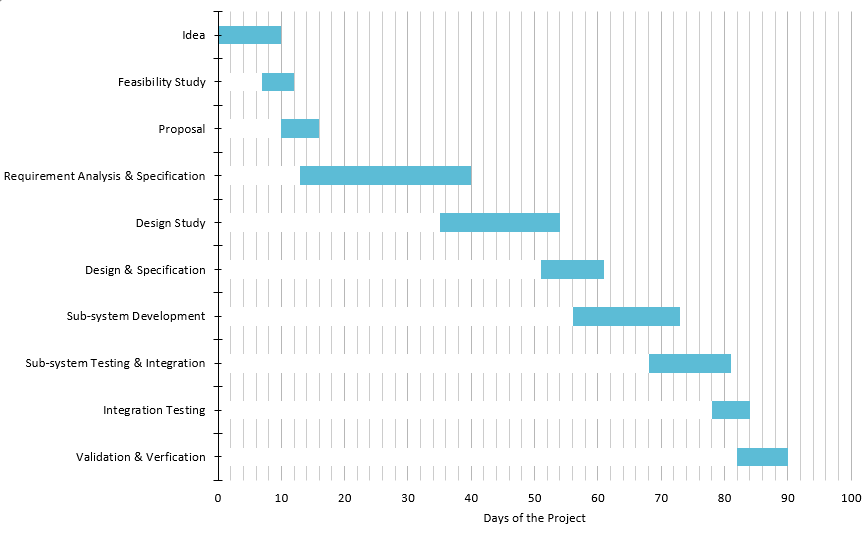 Idea
Feasibility Study
Proposal
Requirement Analysis & Specification
Design Study
Design & Specification
Sub-system Development
Sub-system Testing & Integration
Integration Testing
Validation & Verfication
0 10 20 30 40 50 60 70 80 90 100
Days of the Project